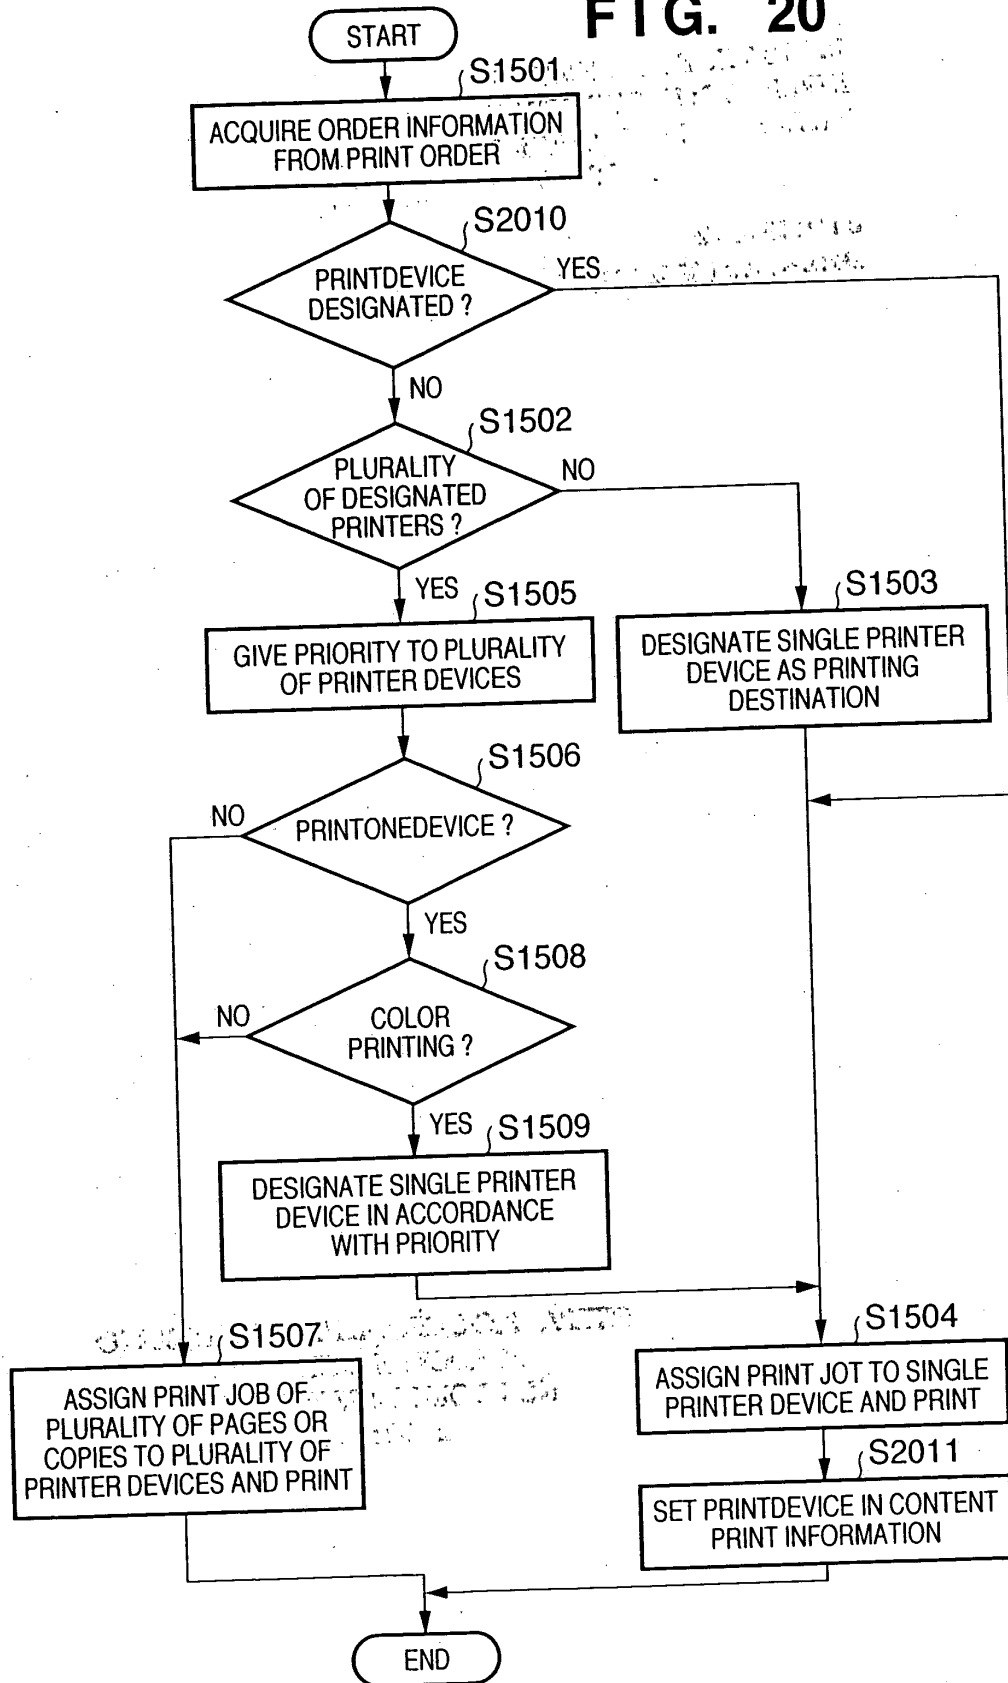 FIG. 20
START
S1501
ACQUIRE ORDER INFORMATION
FROM PRINT ORDER
S2010
PRINTDEVICE
DESIGNATED ?
YES
NO
S1502
PLURALITY
OF DESIGNATED
PRINTERS ?
NO
YES
S1505
GIVE PRIORITY TO PLURALITY
OF PRINTER DEVICES
S1503
DESIGNATE SINGLE PRINTER
DEVICE AS PRINTING
DESTINATION
S1506
PRINTONEDEVICE ?
NO
YES
S1508
COLOR
PRINTING ?
NO
YES
S1509
DESIGNATE SINGLE PRINTER
DEVICE IN ACCORDANCE
WITH PRIORITY
S1507
ASSIGN PRINT JOB OF
PLURALITY OF PAGES OR
COPIES TO PLURALITY OF
PRINTER DEVICES AND PRINT
S1504
ASSIGN PRINT JOT TO SINGLE
PRINTER DEVICE AND PRINT
S2011
SET PRINTDEVICE IN CONTENT
PRINT INFORMATION
END